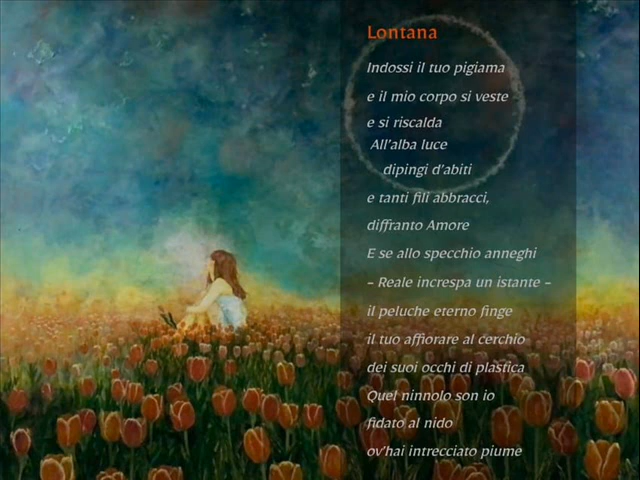 Lontana
Indossi il tuo pigiama
e il mio corpo si veste
e si riscalda
All'alba luce
dipingi d'abiti
e tanti fili abbracci,
diffranto Amore
E se allo specchio anneghi
– Reale increspa un istante –
il peluche eterno finge
il tuo affiorare al cerchio
dei suoi occhi di plastica
Quel ninnolo son io
fidato al nido
ov'hai intrecciato piume